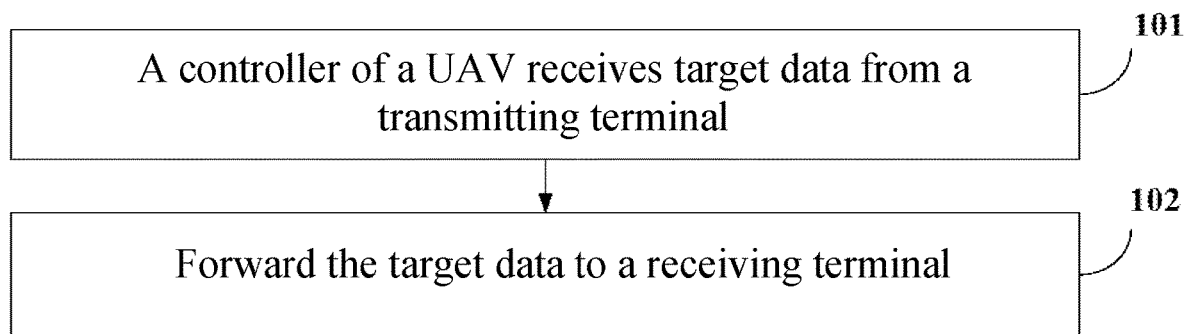 101
A controller of a UAV receives target data from a
transmitting terminal
102
Forward the target data to a receiving terminal